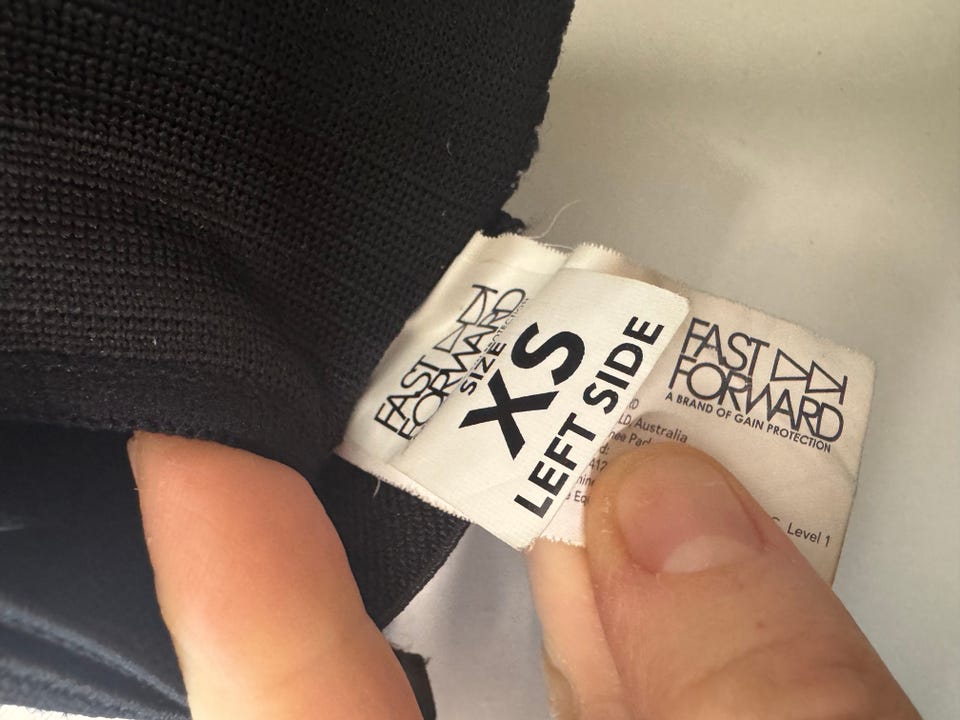 FAST
FORWARD
SIZE
XS
LEFT SIDE
FAST
FORWARD
A BRAND OF GAIN PROTECTION
Australia
Level 1